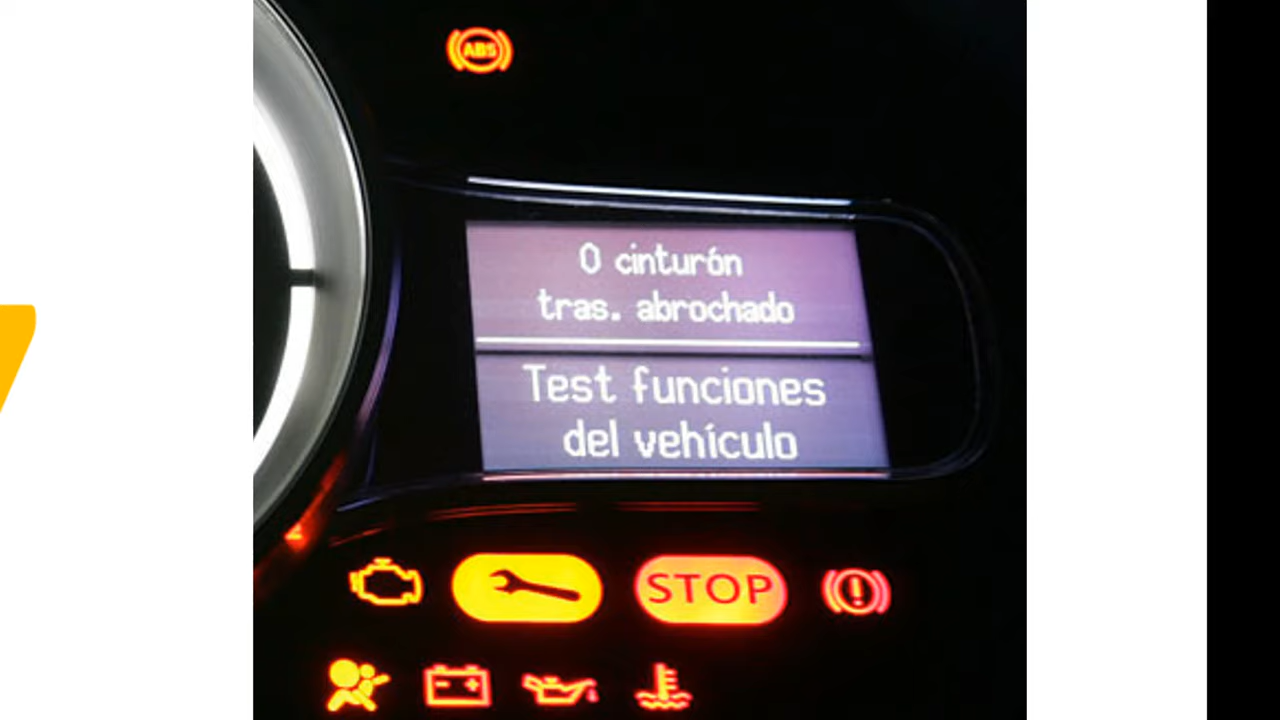 ABS
0 cinturón
tras. abrochado
Test funciones
del vehículo
STOP